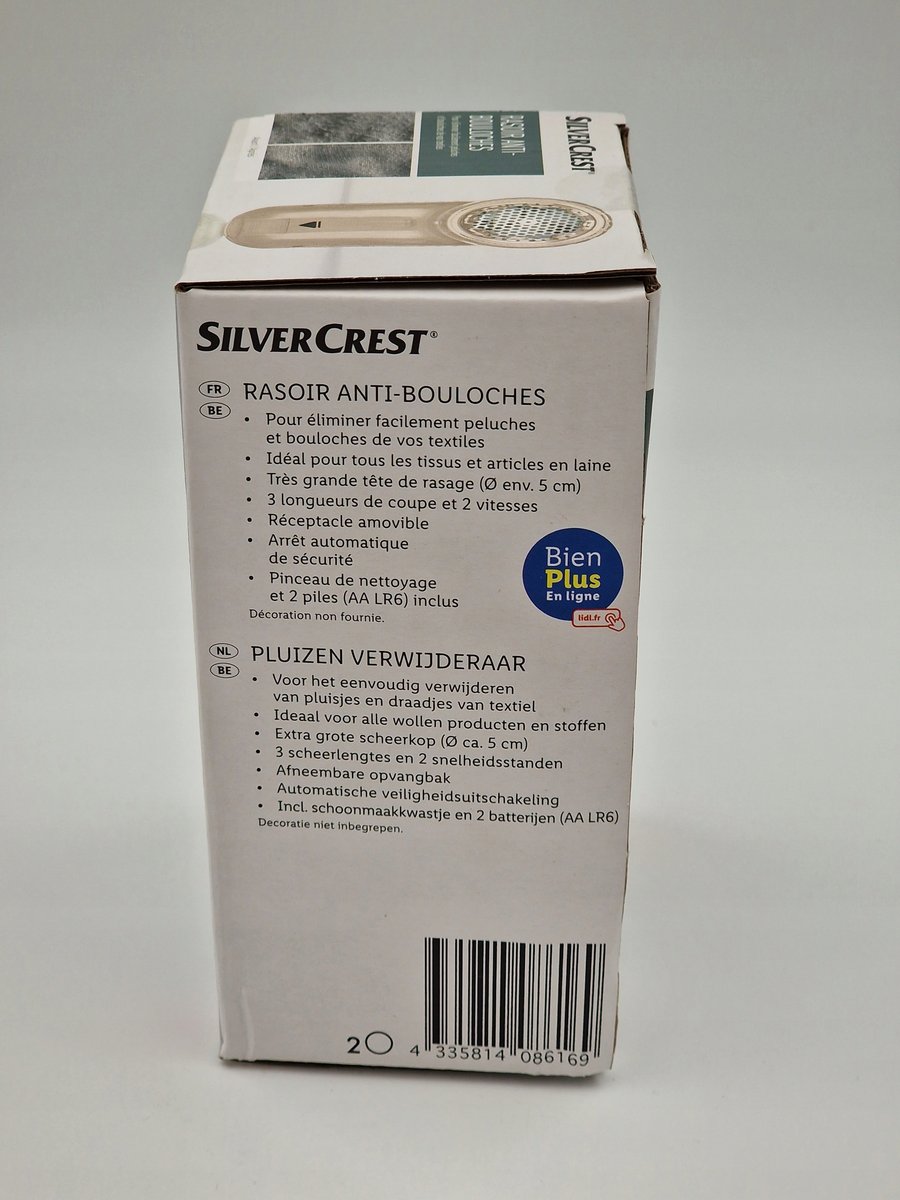 SILVERCREST®
RASOIR ANTI-
BOULOCHES
SILVERCREST®
FR
BE
RASOIR ANTI-BOULOCHES
• Pour éliminer facilement peluches
et bouloches de vos textiles
• Idéal pour tous les tissus et articles en laine
• Très grande tête de rasage (Ø env. 5 cm)
• 3 longueurs de coupe et 2 vitesses
• Réceptacle amovible
• Arrêt automatique
de sécurité
• Pinceau de nettoyage
et 2 piles (AA LR6) inclus
Décoration non fournie.
Bien
Plus
En ligne
lidl.fr
NL
BE
PLUIZEN VERWIJDERAAR
• Voor het eenvoudig verwijderen
van pluisjes en draadjes van textiel
• Ideaal voor alle wollen producten en stoffen
• Extra grote scheerkop (Ø ca. 5 cm)
• 3 scheerlengtes en 2 snelheidsstanden
• Afneembare opvangbak
• Automatische veiligheidsuitschakeling
• Incl. schoonmaakkwastje en 2 batterijen (AA LR6)
Decoratie niet inbegrepen.
2
4 335814 086169